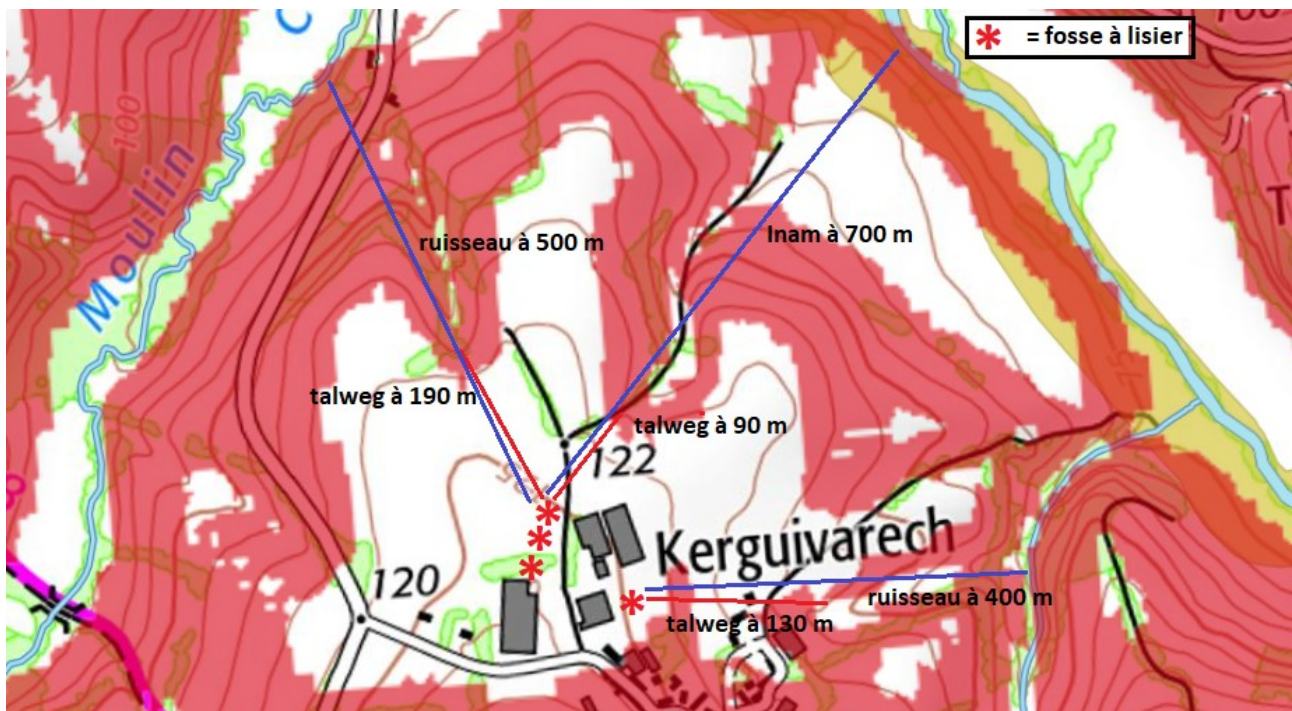 = fosse à lisier
100
Moulin
ruisseau à 500 m
Inam à 700 m
talweg à 190 m
talweg à 90 m
122
Kerguivarech
120
ruisseau à 400 m
talweg à 130 m